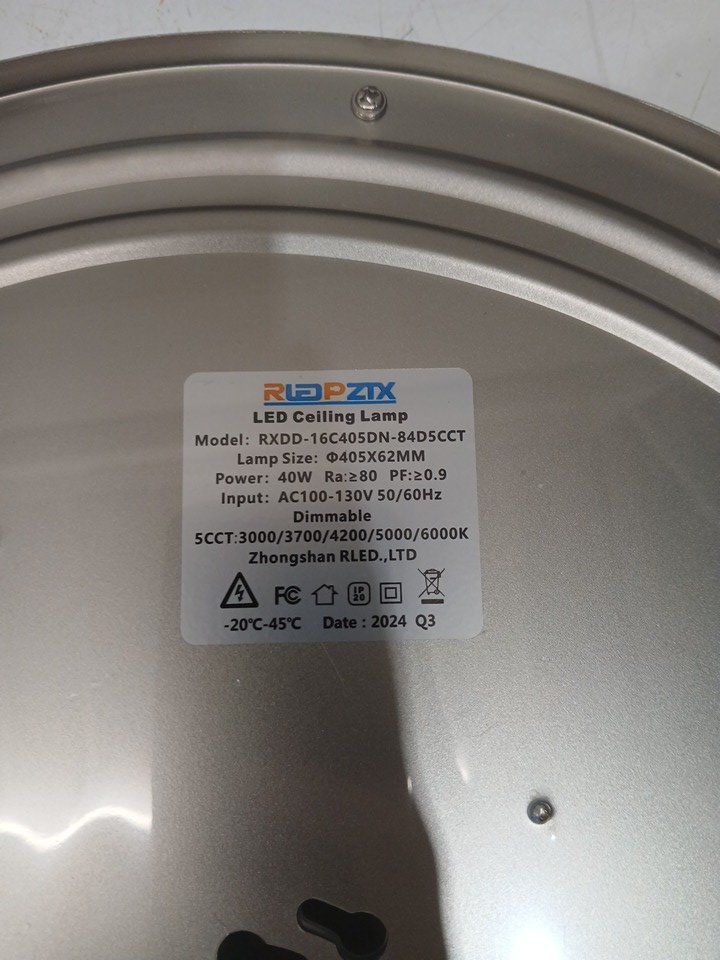 RLEDPZTX
LED Ceiling Lamp
Model: RXDD-16C405DN-84D5CCT
Lamp Size: Φ405X62MM
Power: 40W Ra:≥80 PF:≥0.9
Input: AC100-130V 50/60Hz
Dimmable
5CCT:3000/3700/4200/5000/6000K
Zhongshan RLED.,LTD
FC IP20
-20℃-45℃ Date : 2024 Q3